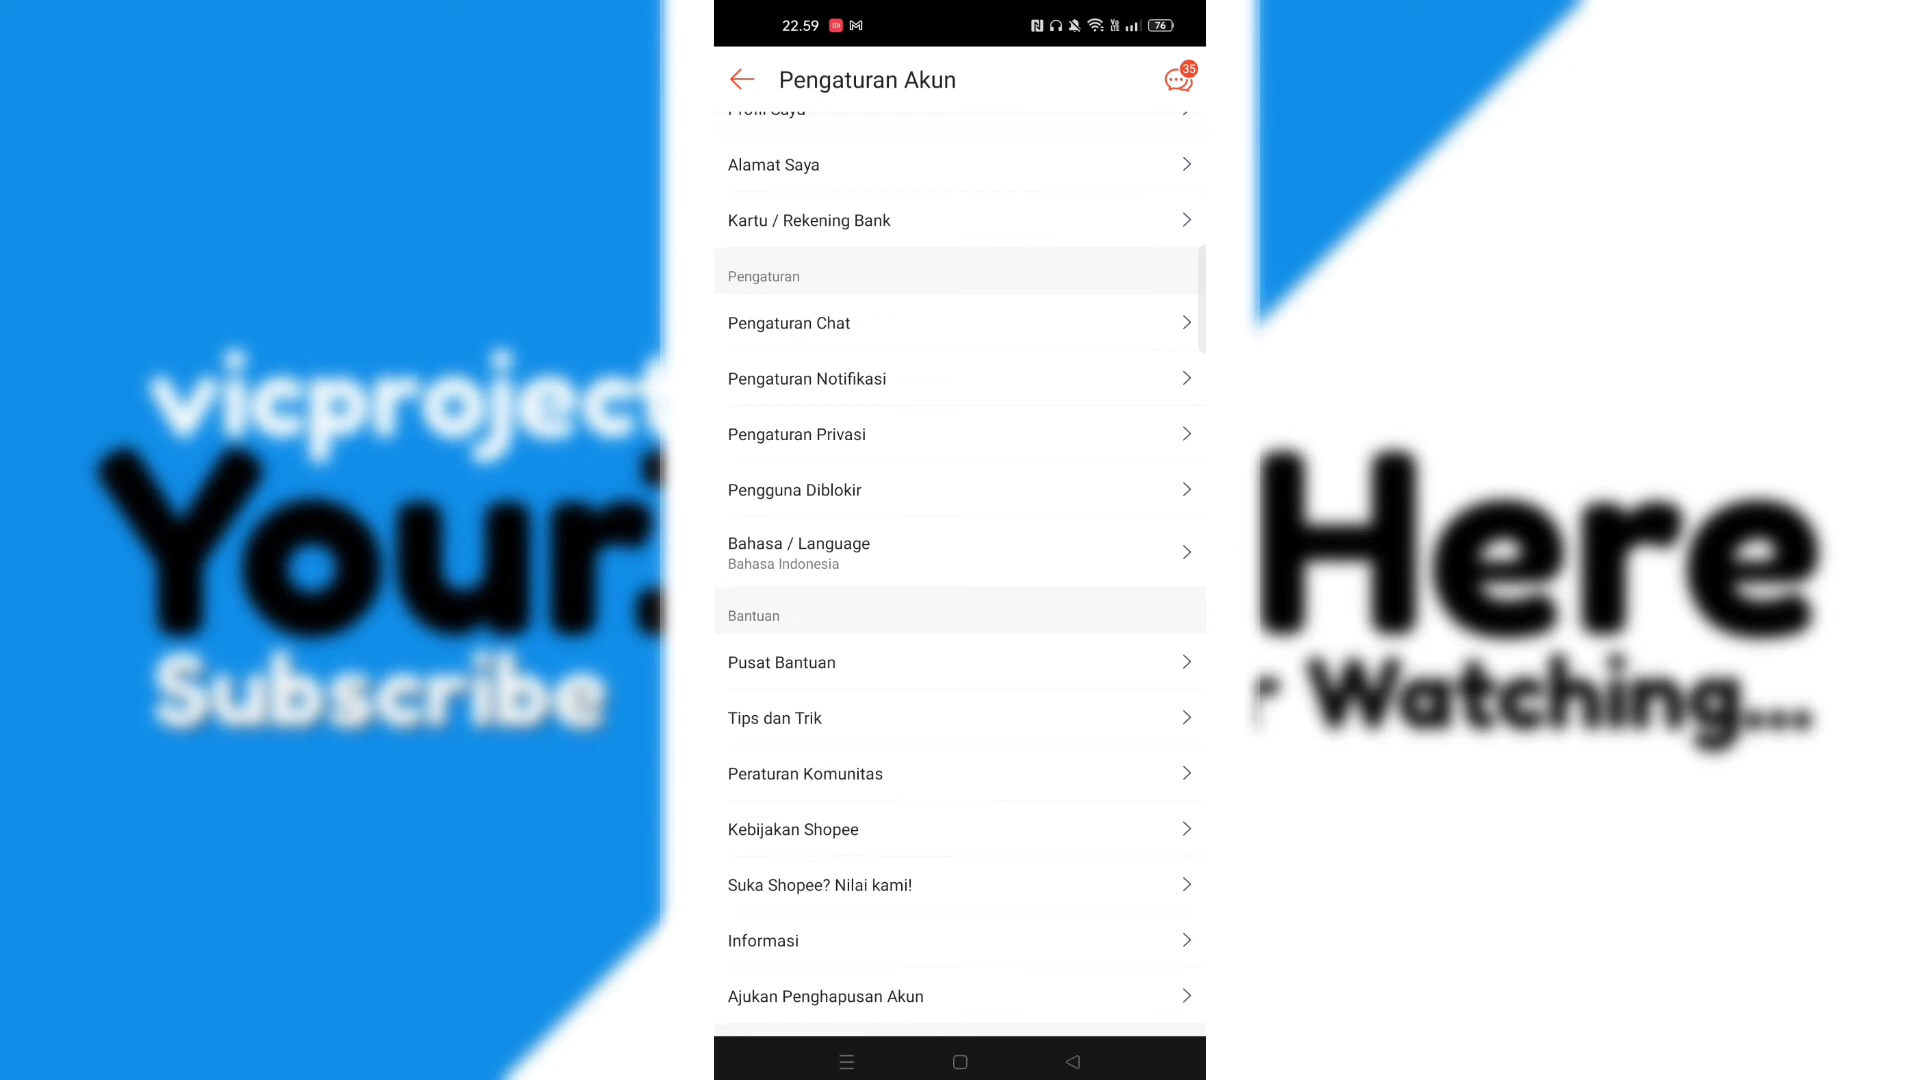 22.59
76
Pengaturan Akun
35
Profil Saya
Alamat Saya
Kartu / Rekening Bank
Pengaturan
Pengaturan Chat
Pengaturan Notifikasi
Pengaturan Privasi
Pengguna Diblokir
Bahasa / Language
Bahasa Indonesia
Bantuan
Pusat Bantuan
Tips dan Trik
Peraturan Komunitas
Kebijakan Shopee
Suka Shopee? Nilai kami!
Informasi
Ajukan Penghapusan Akun
vicproject
Your
Here
Subscribe
Watching...